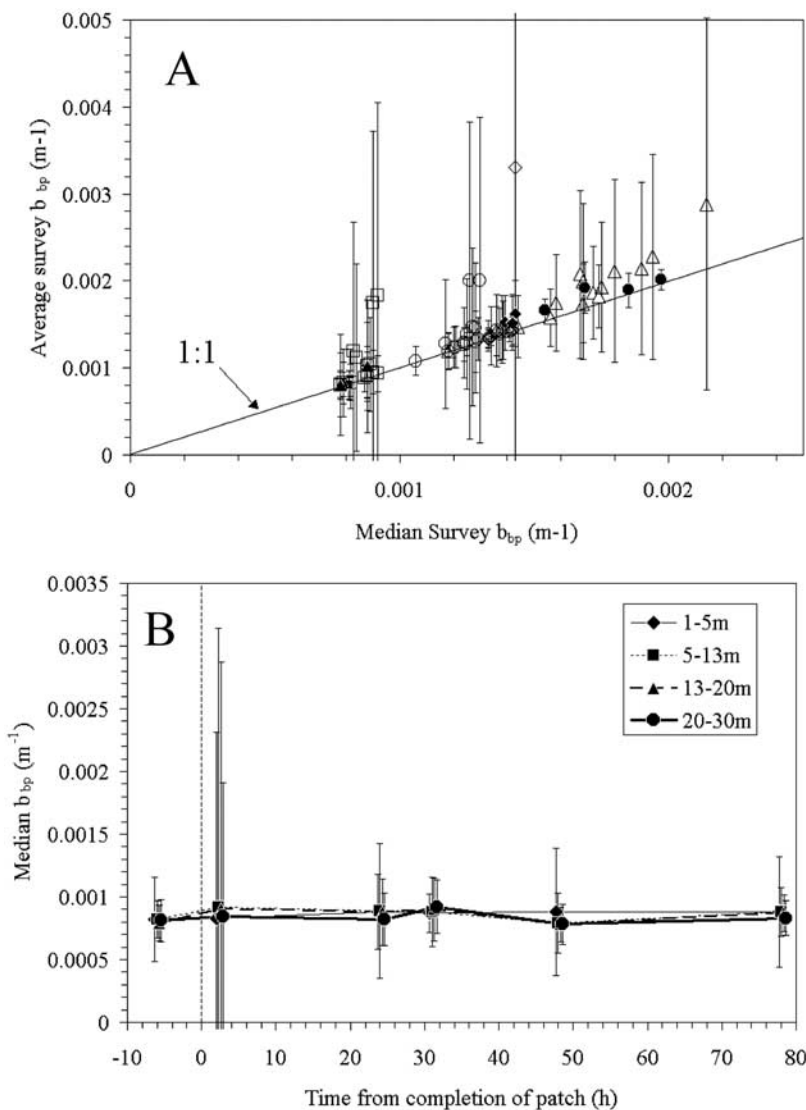 A
0.005
0.004
0.003
0.002
0.001
0
Average survey b bp (m-1)
1:1
0 0.001 0.002
Median Survey bbp (m-1)
B
0.0035
0.003
0.0025
0.002
0.0015
0.001
0.0005
0
Median b bp (m-1)
1-5m
5-13m
13-20m
20-30m
-10 0 10 20 30 40 50 60 70 80
Time from completion of patch (h)